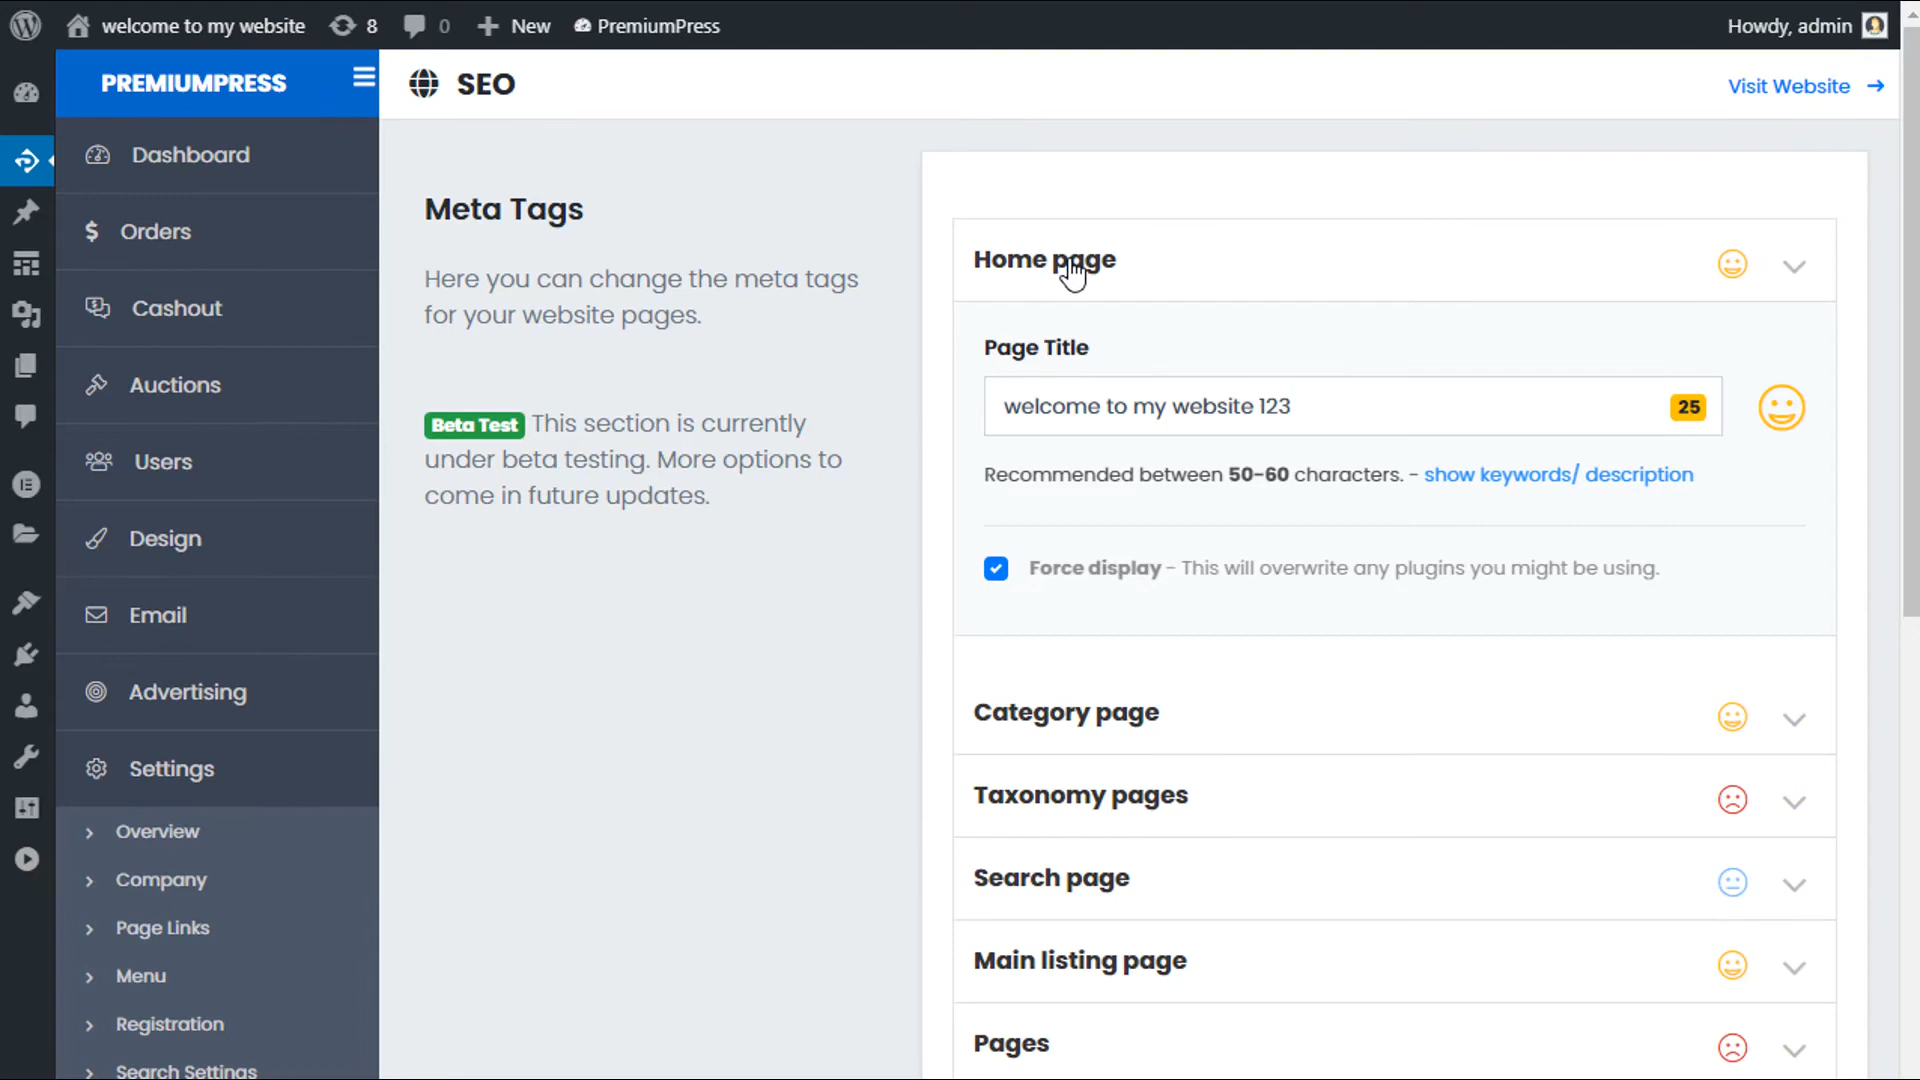 welcome to my website 8 0 New PremiumPress Howdy, admin
PREMIUMPRESS
SEO
Visit Website
Dashboard
Orders
Cashout
Auctions
Users
Design
Email
Advertising
Settings
Overview
Company
Page Links
Menu
Registration
Search Settings
Meta Tags
Here you can change the meta tags
for your website pages.
Beta Test This section is currently
under beta testing. More options to
come in future updates.
Home page
Page Title
welcome to my website 123 25
Recommended between 50-60 characters. - show keywords/ description
Force display - This will overwrite any plugins you might be using.
Category page
Taxonomy pages
Search page
Main listing page
Pages